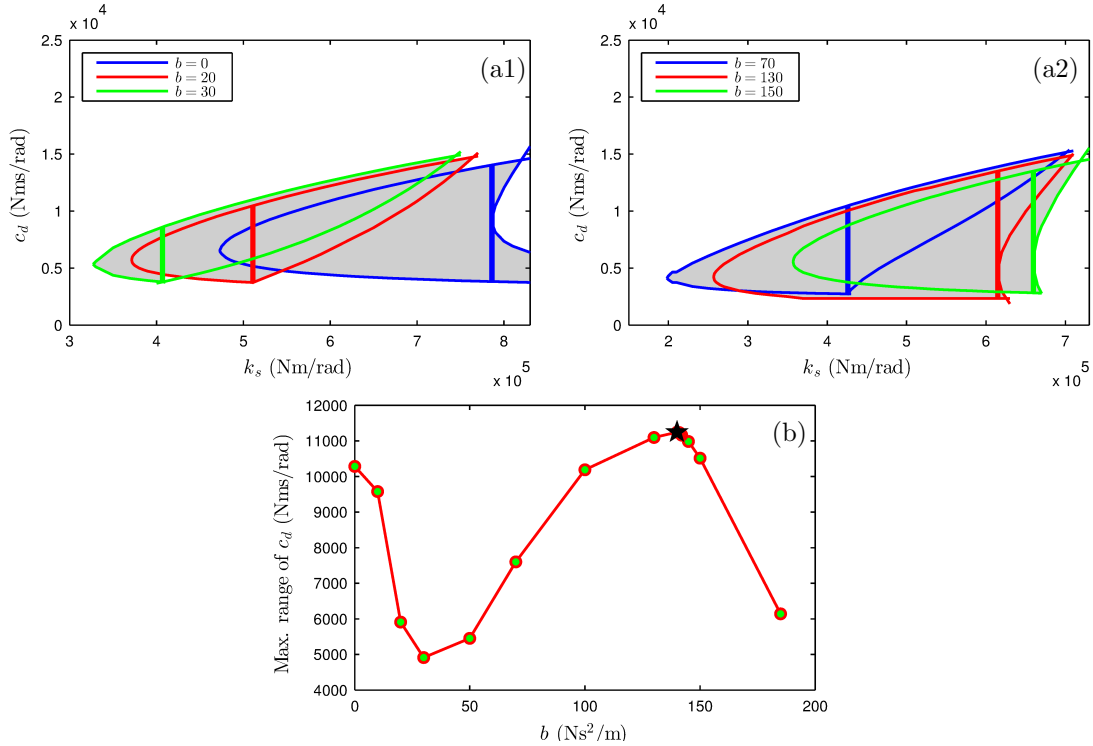 x 10^4
2.5
2
1.5
1
0.5
0
3 4 5 6 7 8
x 10^5
c_d (Nms/rad)
k_s (Nm/rad)
b = 0
b = 20
b = 30
(a1)
x 10^4
2.5
2
1.5
1
0.5
0
2 3 4 5 6 7
x 10^5
c_d (Nms/rad)
k_s (Nm/rad)
b = 70
b = 130
b = 150
(a2)
12000
11000
10000
9000
8000
7000
6000
5000
4000
0 50 100 150 200
Max. range of c_d (Nms/rad)
b (Ns²/m)
(b)